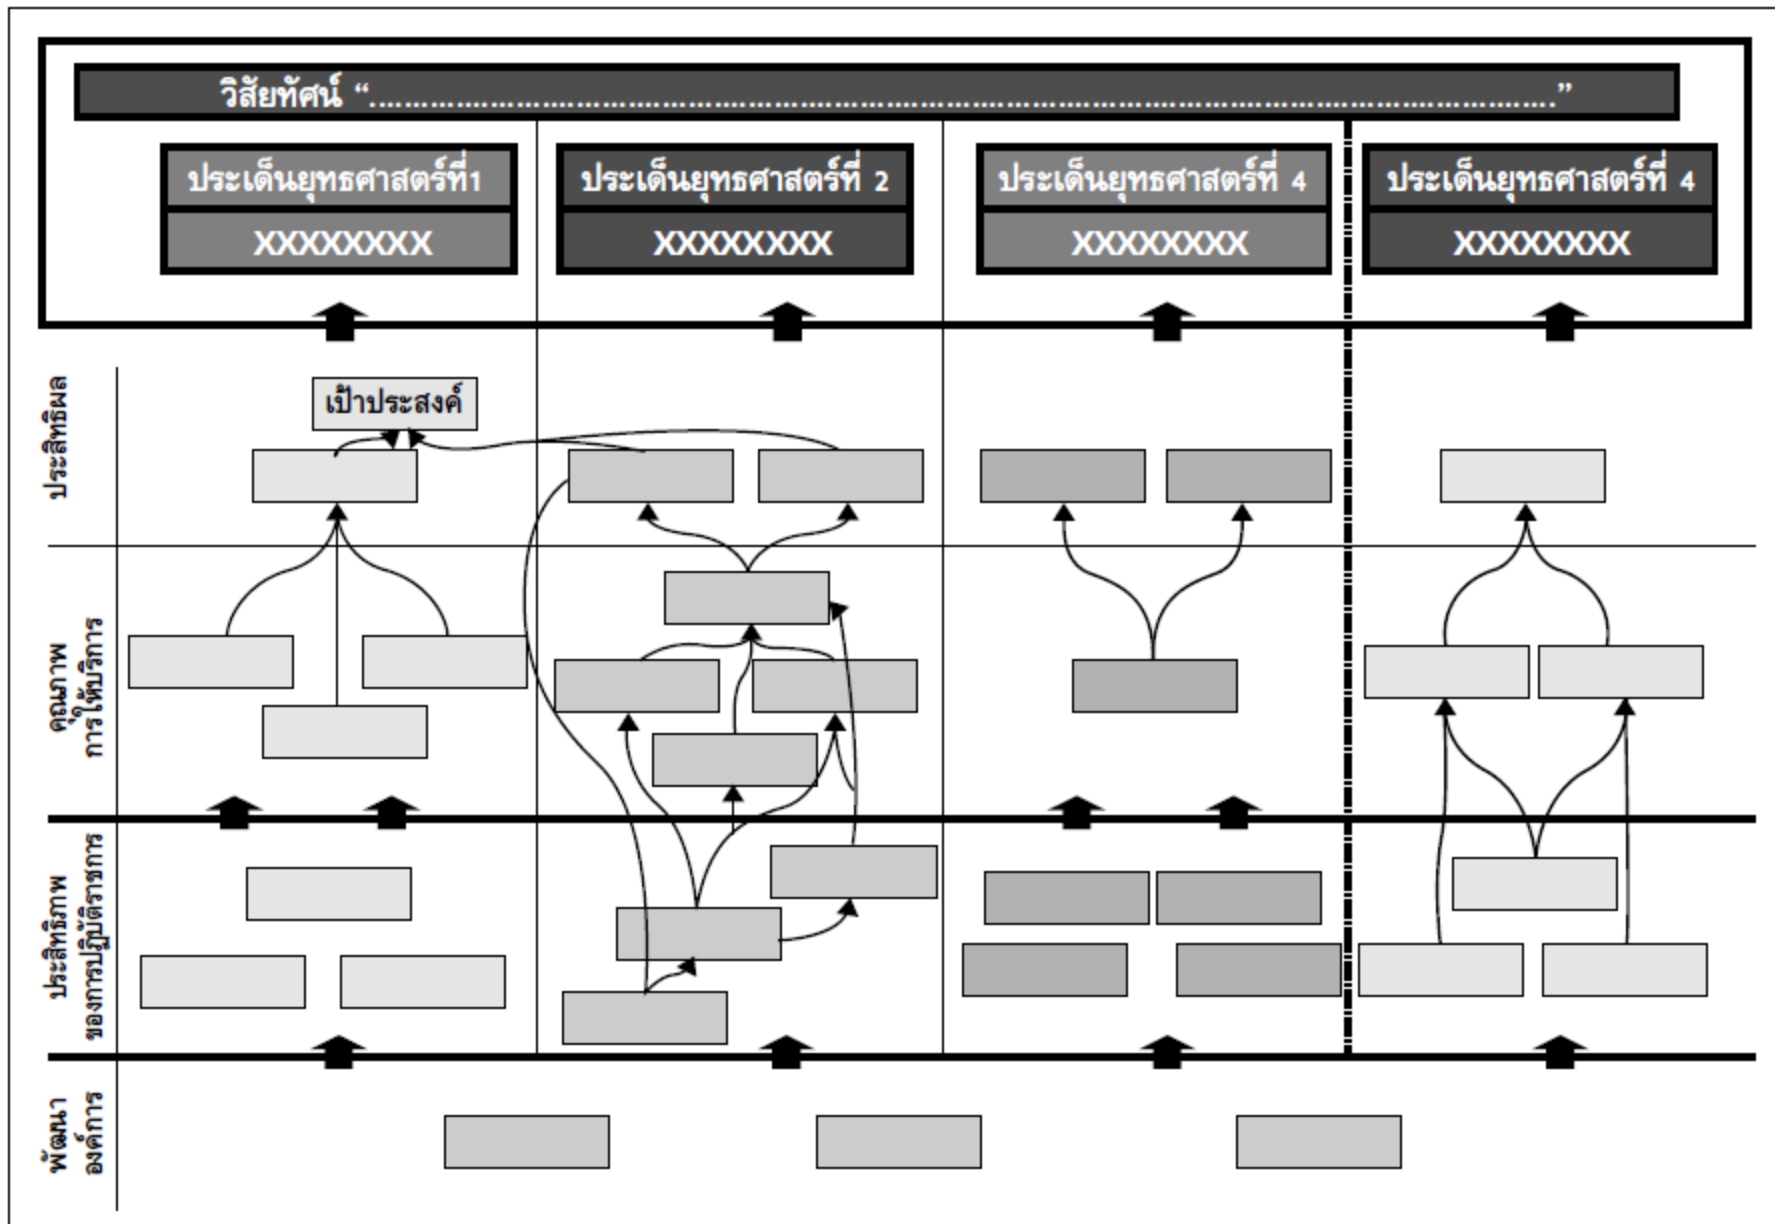 วิสัยทัศน์ “....................................................................................................................................”
ประเด็นยุทธศาสตร์ที่1
XXXXXXXX
ประเด็นยุทธศาสตร์ที่ 2
XXXXXXXX
ประเด็นยุทธศาสตร์ที่ 4
XXXXXXXX
ประเด็นยุทธศาสตร์ที่ 4
XXXXXXXX
ประสิทธิผล
เป้าประสงค์
คุณภาพ
การให้บริการ
ประสิทธิภาพ
ของการปฏิบัติราชการ
พัฒนา
องค์การ